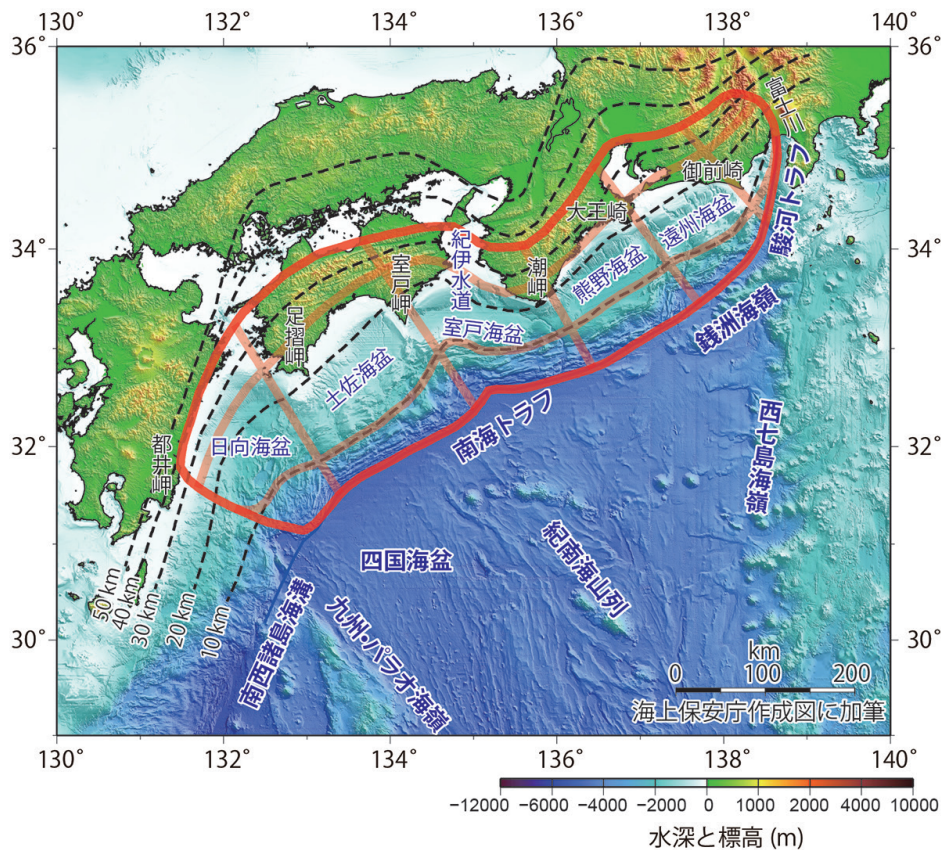 130°
132°
134°
136°
138°
140°
36°
36°
富士川
御前崎
駿河トラフ
大王崎
遠州海盆
34°
34°
紀伊水道
室戸岬
潮岬
熊野海盆
足摺岬
室戸海盆
銭洲海嶺
土佐海盆
西七島海嶺
南海トラフ
32°
32°
都井岬
日向海盆
四国海盆
紀南海山列
50 km
40 km
30 km
20 km
10 km
30°
30°
南西諸島海溝
九州・パラオ海嶺
km
0 100 200
海上保安庁作成図に加筆
130°
132°
134°
136°
138°
140°
−12000 −6000 −4000 −2000 0 2000 4000 10000
水深と標高 (m)